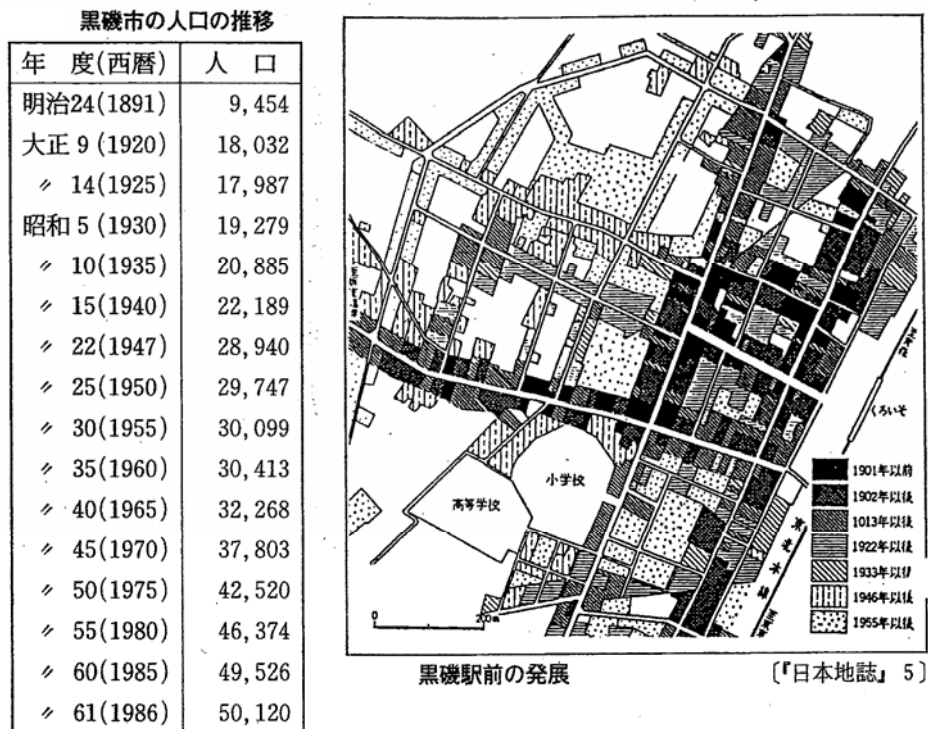 黒磯市の人口の推移
年 度(西暦) 人 口
明治24(1891) 9,454
大正 9 (1920) 18,032
〃 14(1925) 17,987
昭和 5 (1930) 19,279
〃 10(1935) 20,885
〃 15(1940) 22,189
〃 22(1947) 28,940
〃 25(1950) 29,747
〃 30(1955) 30,099
〃 35(1960) 30,413
〃 40(1965) 32,268
〃 45(1970) 37,803
〃 50(1975) 42,520
〃 55(1980) 46,374
〃 60(1985) 49,526
〃 61(1986) 50,120
くろいそ
小学校
高等学校
東北本線
0 200m
1901年以前
1902年以後
1013年以後
1922年以後
1933年以後
1946年以後
1955年以後
黒磯駅前の発展 〔『日本地誌』 5〕